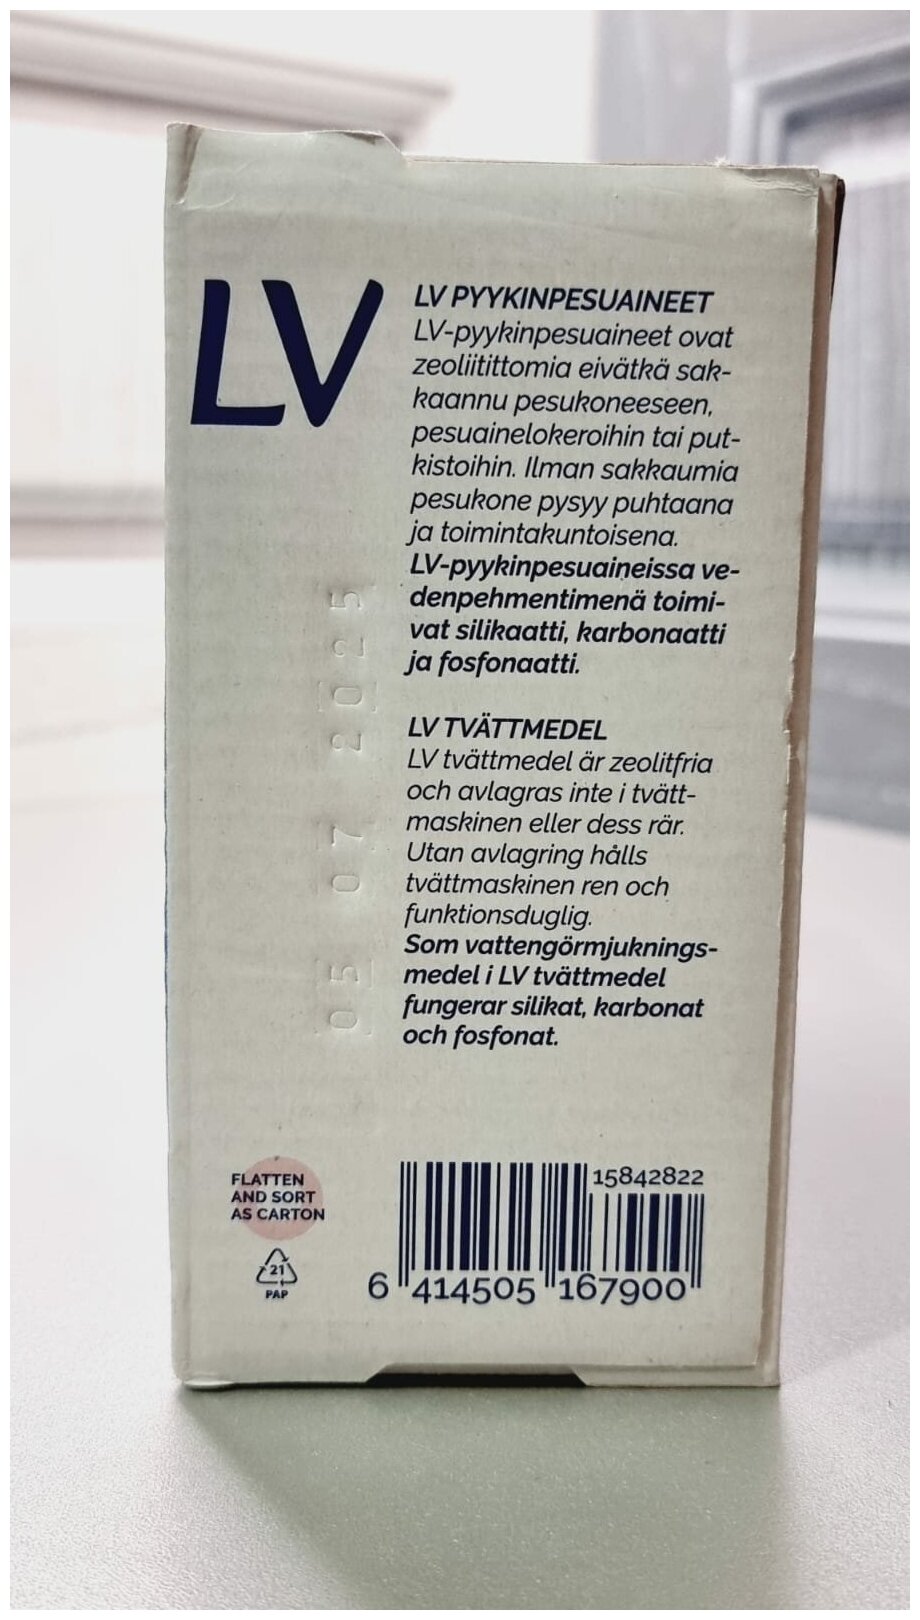 LV
LV PYYKINPESUAINEET
LV-pyykinpesuaineet ovat
zeoliitittomia eivätkä sak-
kaannu pesukoneeseen,
pesuainelokeroihin tai put-
kistoihin. Ilman sakkaumia
pesukone pysyy puhtaana
ja toimintakuntoisena.
LV-pyykinpesuaineissa ve-
denpehmentimenä toimi-
vat silikaatti, karbonaatti
ja fosfonaatti.
LV TVÄTTMEDEL
LV tvättmedel är zeolitfria
och avlagras inte i tvätt-
maskinen eller dess rär.
Utan avlagring hålls
tvättmaskinen ren och
funktionsduglig.
Som vattengörmjuknings-
medel i LV tvättmedel
fungerar silikat, karbonat
och fosfonat.
05 07 2025
FLATTEN
AND SORT
AS CARTON
21
PAP
15842822
6 414505 167900